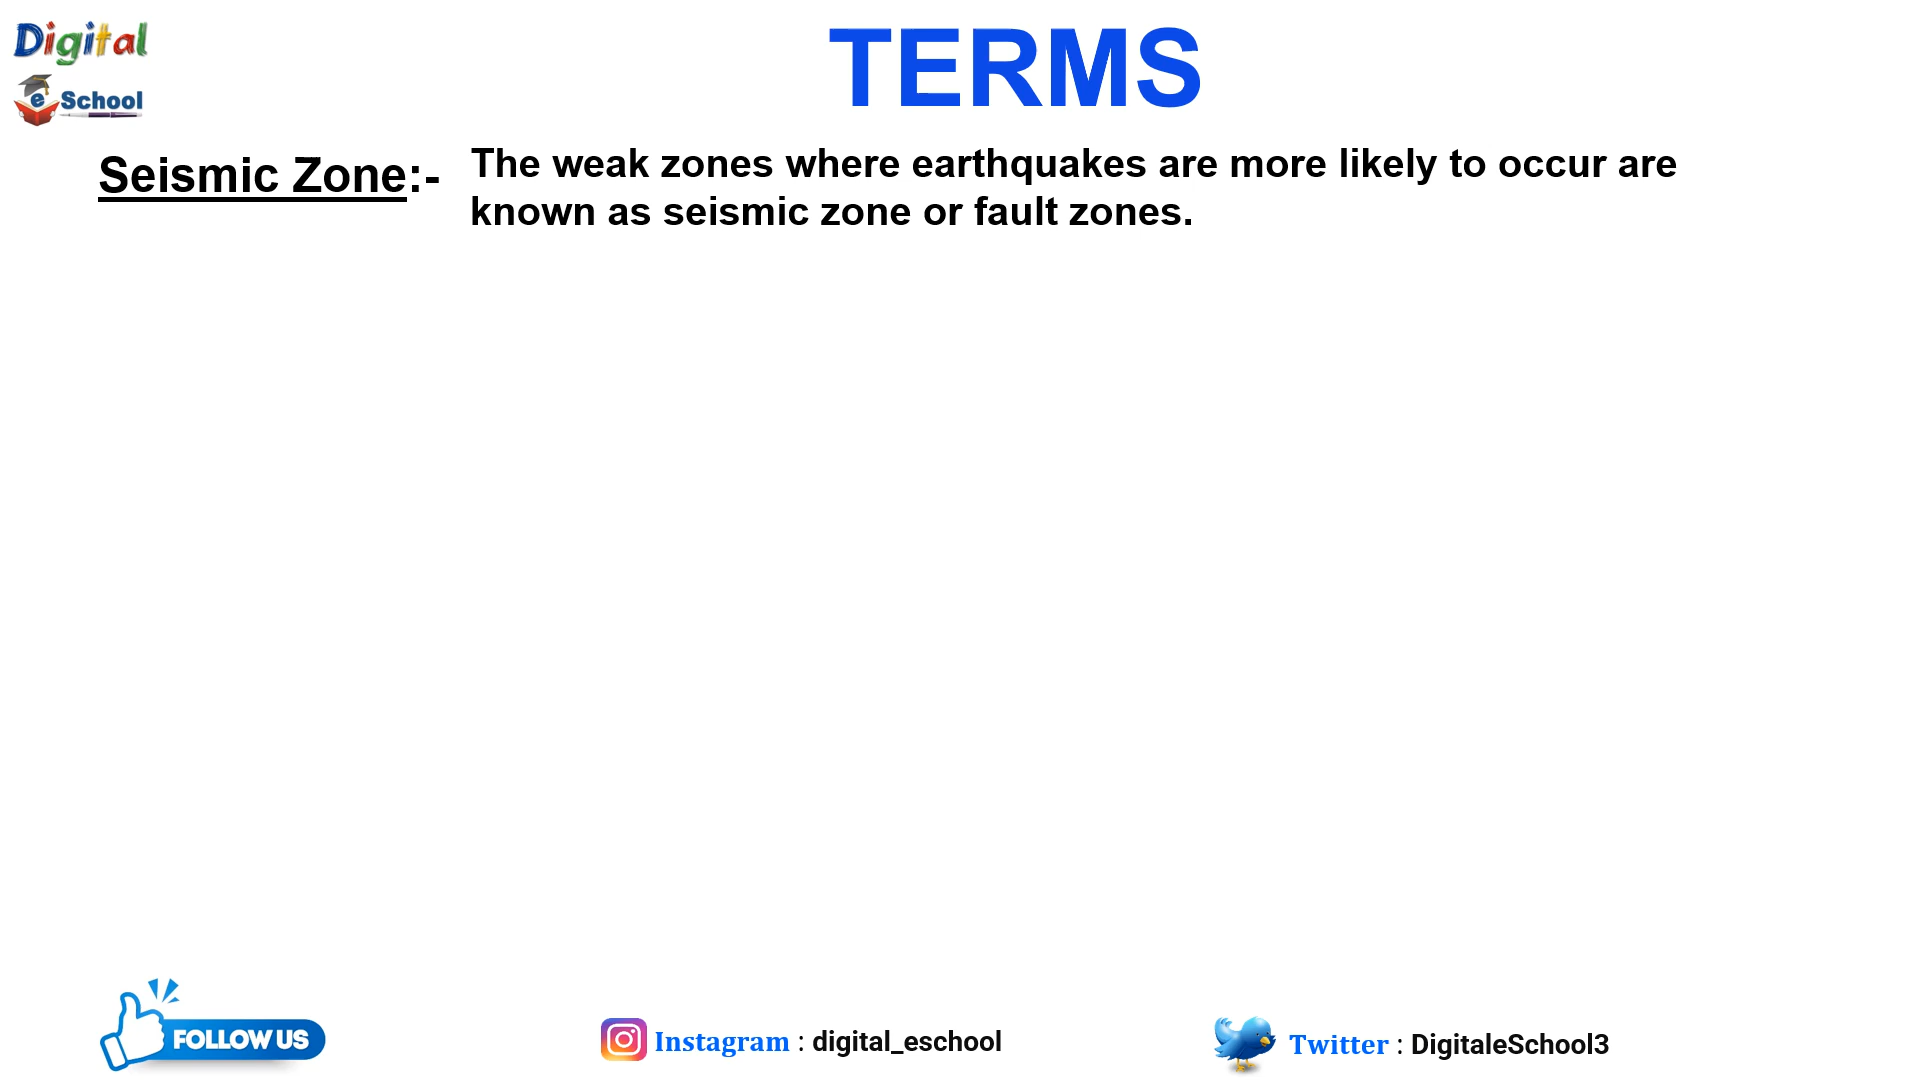 Digital
e School
TERMS
Seismic Zone:-
The weak zones where earthquakes are more likely to occur are
known as seismic zone or fault zones.
FOLLOW US
Instagram : digital_eschool
Twitter : DigitaleSchool3